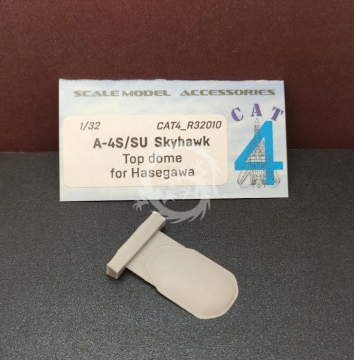 SCALE MODEL ACCESSORIES
1/32 CAT4_R32010
A-4S/SU Skyhawk
Top dome
for Hasegawa
CAT
4